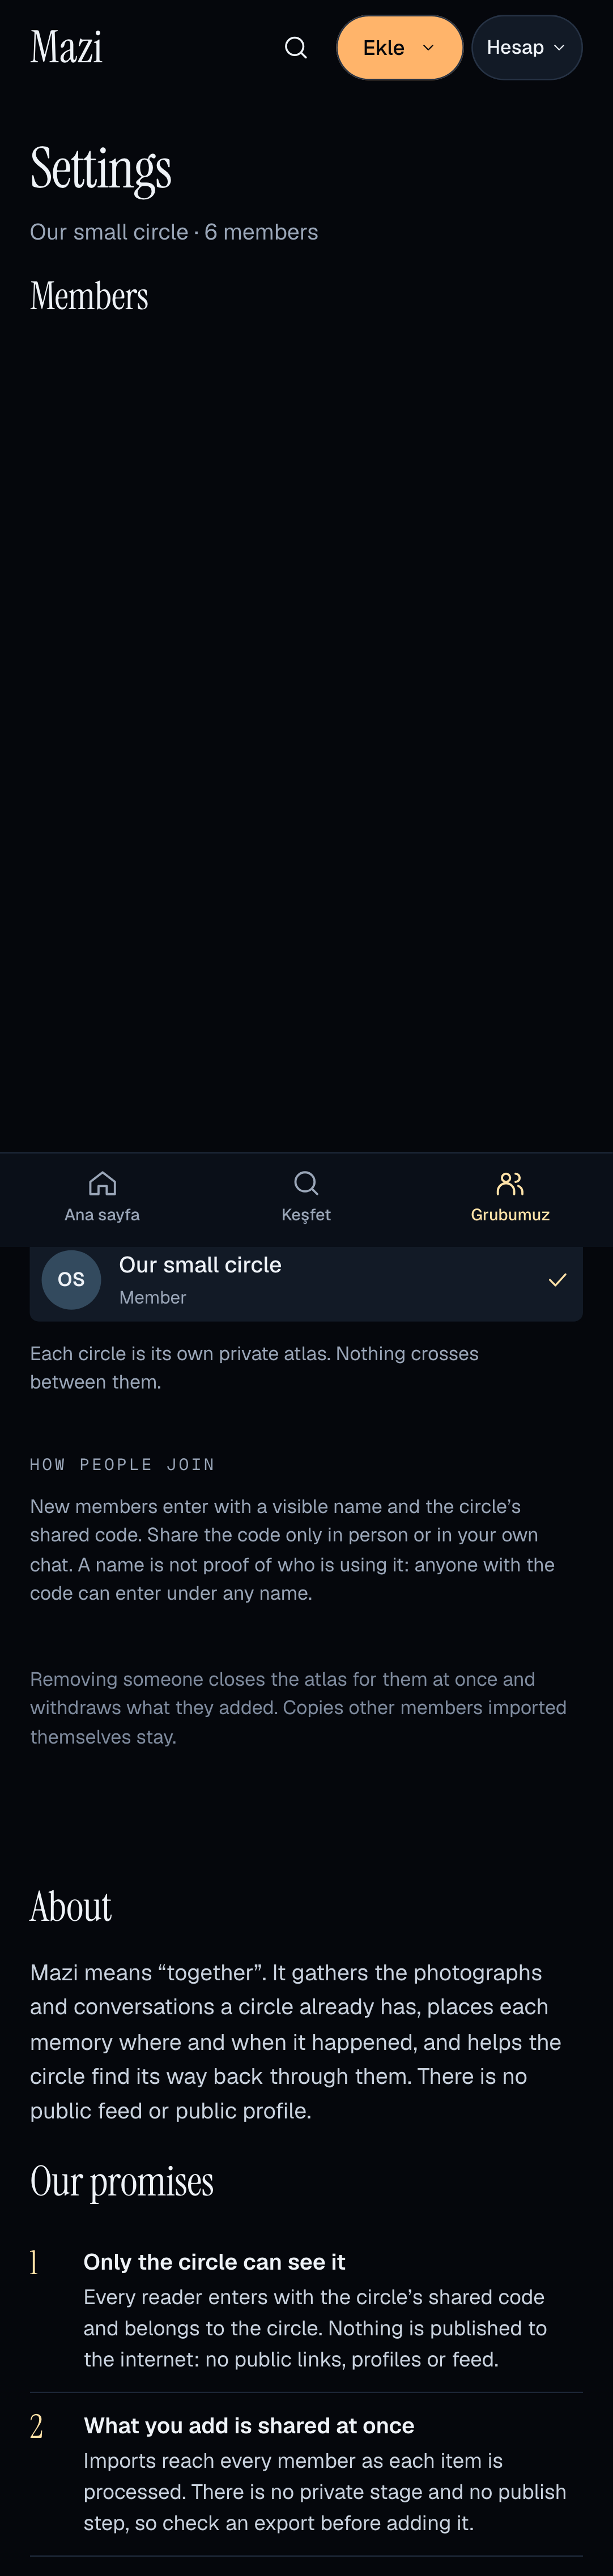 Mazi
Ekle
Hesap
Settings
Our small circle · 6 members
Members
Ana sayfa
Keşfet
Grubumuz
OS
Our small circle
Member
Each circle is its own private atlas. Nothing crosses
between them.
HOW PEOPLE JOIN
New members enter with a visible name and the circle’s
shared code. Share the code only in person or in your own
chat. A name is not proof of who is using it: anyone with the
code can enter under any name.
Removing someone closes the atlas for them at once and
withdraws what they added. Copies other members imported
themselves stay.
About
Mazi means “together”. It gathers the photographs
and conversations a circle already has, places each
memory where and when it happened, and helps the
circle find its way back through them. There is no
public feed or public profile.
Our promises
1
Only the circle can see it
Every reader enters with the circle’s shared code
and belongs to the circle. Nothing is published to
the internet: no public links, profiles or feed.
2
What you add is shared at once
Imports reach every member as each item is
processed. There is no private stage and no publish
step, so check an export before adding it.